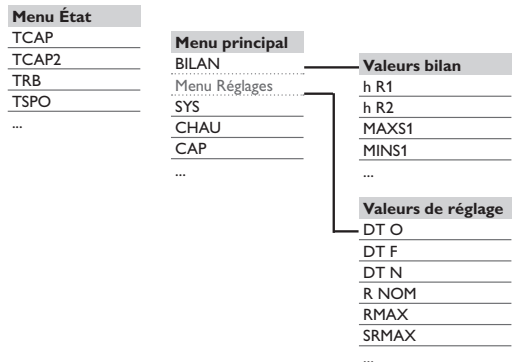 Menu État
TCAP
TCAP2
TRB
TSPO
...
Menu principal
BILAN
Menu Réglages
SYS
CHAU
CAP
...
Valeurs bilan
h R1
h R2
MAXS1
MINS1
...
Valeurs de réglage
DT O
DT F
DT N
R NOM
RMAX
SRMAX
...